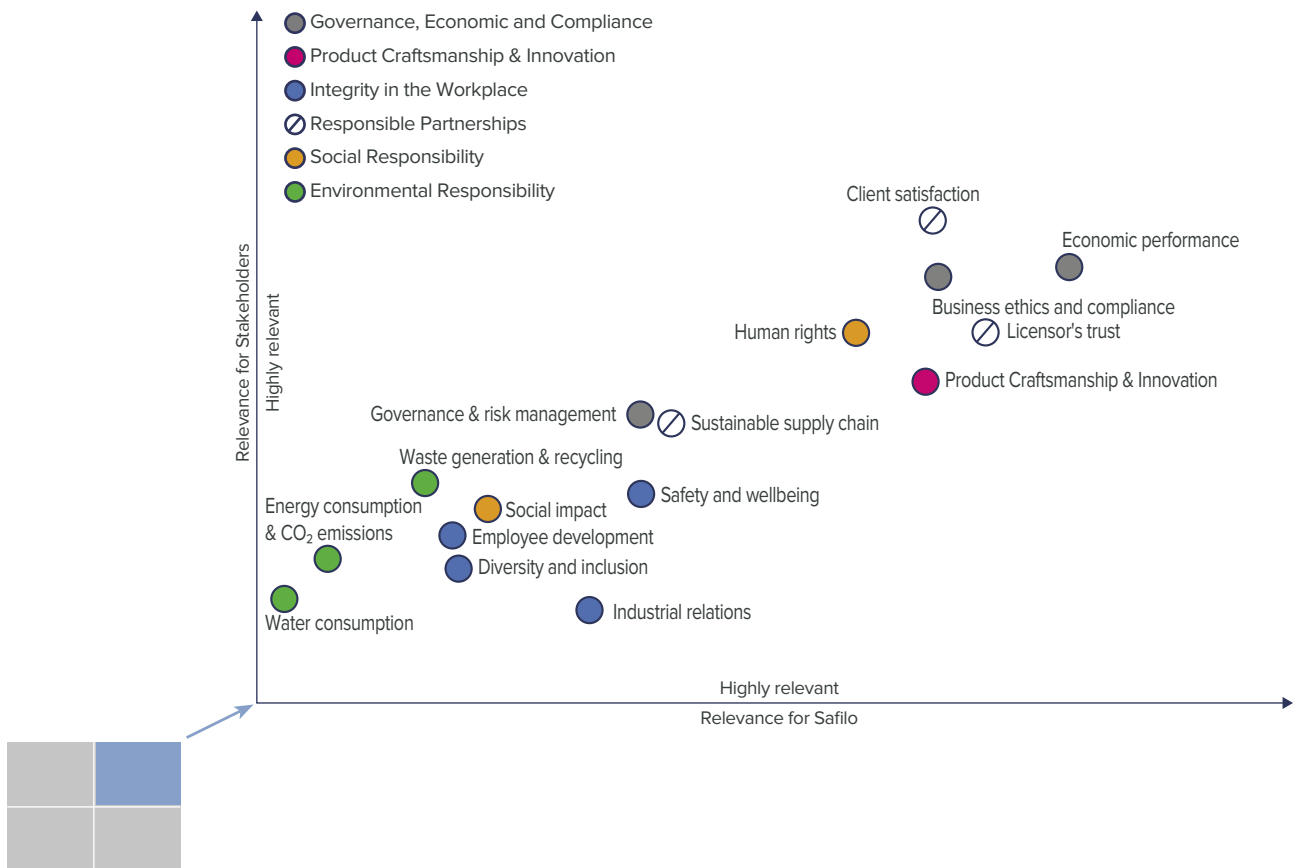 Governance, Economic and Compliance
Product Craftsmanship & Innovation
Integrity in the Workplace
Responsible Partnerships
Social Responsibility
Environmental Responsibility
Client satisfaction
Economic performance
Business ethics and compliance
Human rights
Licensor's trust
Product Craftsmanship & Innovation
Governance & risk management
Sustainable supply chain
Waste generation & recycling
Safety and wellbeing
Energy consumption
& CO₂ emissions
Social impact
Employee development
Diversity and inclusion
Water consumption
Industrial relations
Relevance for Stakeholders
Highly relevant
Highly relevant
Relevance for Safilo